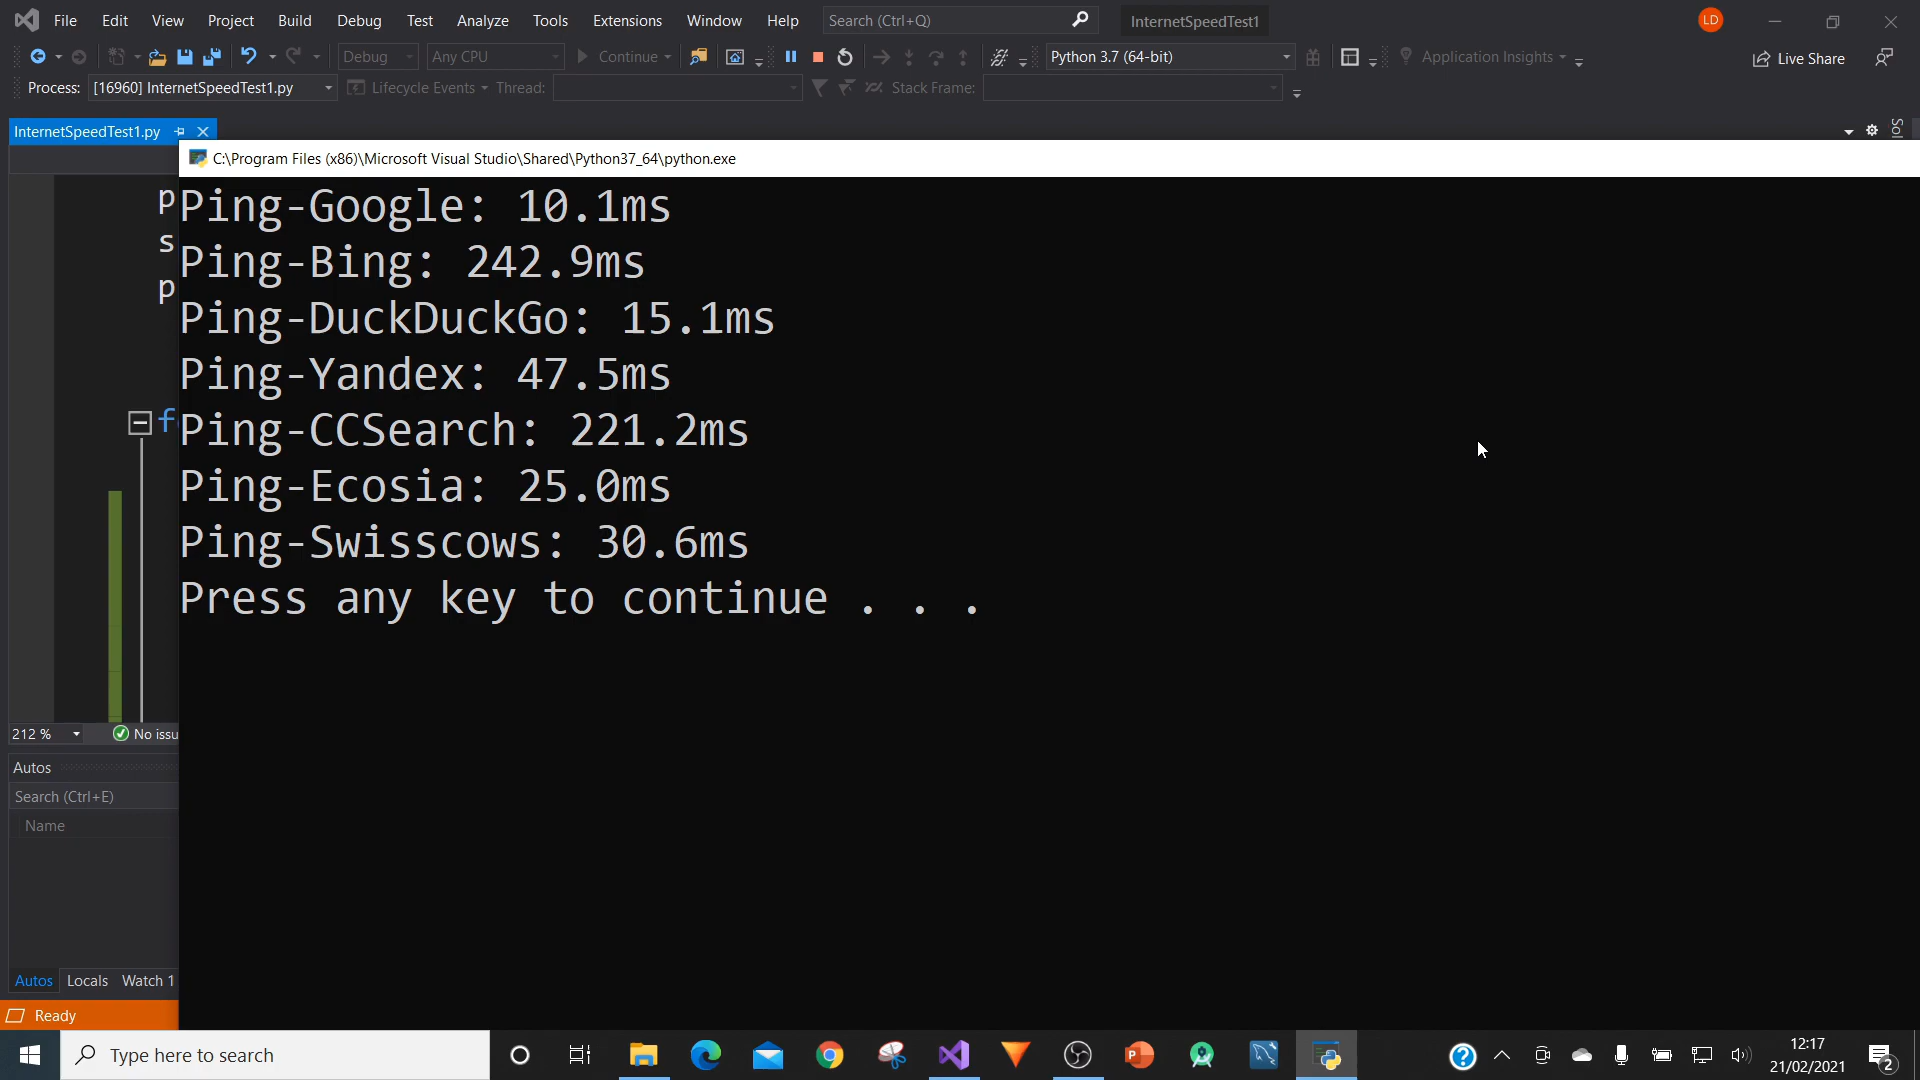 File Edit View Project Build Debug Test Analyze Tools Extensions Window Help Search (Ctrl+Q) InternetSpeedTest1 LD
Debug Any CPU Continue Python 3.7 (64-bit) Application Insights Live Share
Process: [16960] InternetSpeedTest1.py Lifecycle Events Thread: Stack Frame:
InternetSpeedTest1.py
Sol
C:\Program Files (x86)\Microsoft Visual Studio\Shared\Python37_64\python.exe
p
s
p
f
Ping-Google: 10.1ms
Ping-Bing: 242.9ms
Ping-DuckDuckGo: 15.1ms
Ping-Yandex: 47.5ms
Ping-CCSearch: 221.2ms
Ping-Ecosia: 25.0ms
Ping-Swisscows: 30.6ms
Press any key to continue . . .
212 % No issu
Autos
Search (Ctrl+E)
Name
Autos Locals Watch 1
Ready
Type here to search
12:17
21/02/2021
2